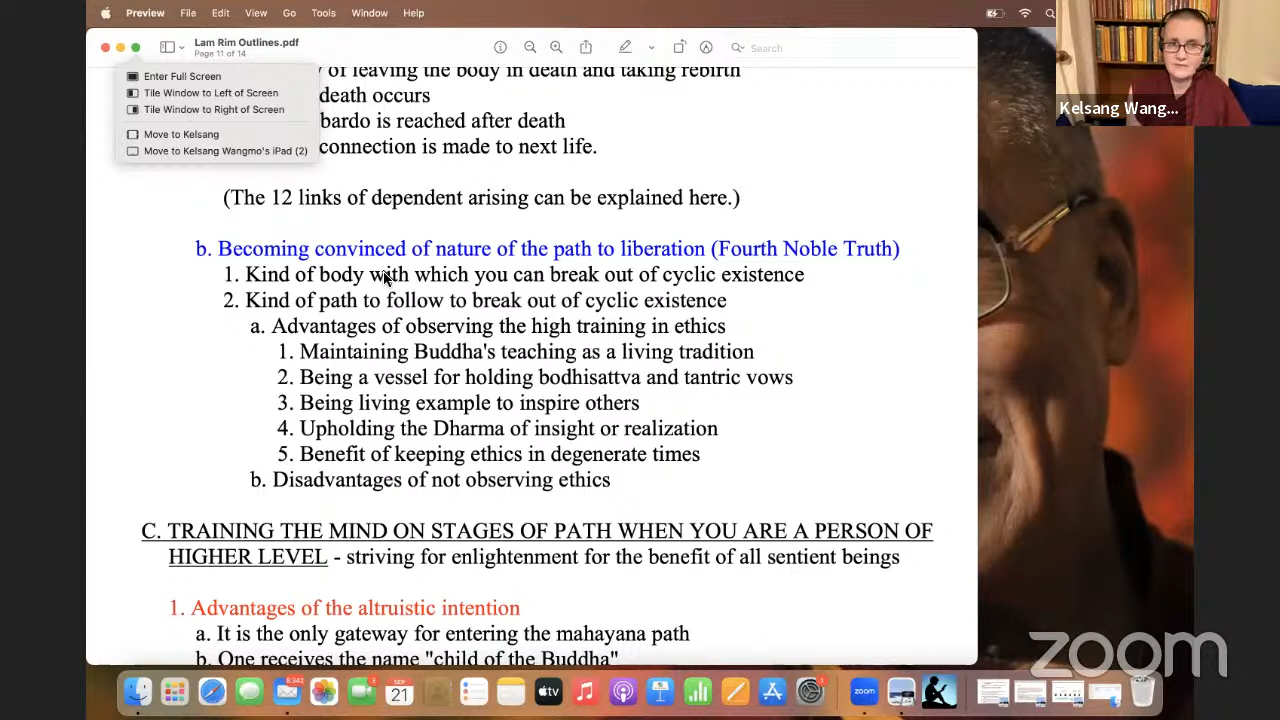 Preview File Edit View Go Tools Window Help
Lam Rim Outlines.pdf
Page 11 of 14
Search
Enter Full Screen
Tile Window to Left of Screen
Tile Window to Right of Screen
Move to Kelsang
Move to Kelsang Wangmo's iPad (2)
Kelsang Wang...
of leaving the body in death and taking rebirth
death occurs
bardo is reached after death
connection is made to next life.
(The 12 links of dependent arising can be explained here.)
b. Becoming convinced of nature of the path to liberation (Fourth Noble Truth)
1. Kind of body with which you can break out of cyclic existence
2. Kind of path to follow to break out of cyclic existence
a. Advantages of observing the high training in ethics
1. Maintaining Buddha's teaching as a living tradition
2. Being a vessel for holding bodhisattva and tantric vows
3. Being living example to inspire others
4. Upholding the Dharma of insight or realization
5. Benefit of keeping ethics in degenerate times
b. Disadvantages of not observing ethics
C. TRAINING THE MIND ON STAGES OF PATH WHEN YOU ARE A PERSON OF
HIGHER LEVEL - striving for enlightenment for the benefit of all sentient beings
1. Advantages of the altruistic intention
a. It is the only gateway for entering the mahayana path
b. One receives the name "child of the Buddha"
zoom
8,342
3
SEP
21
tv
zoom